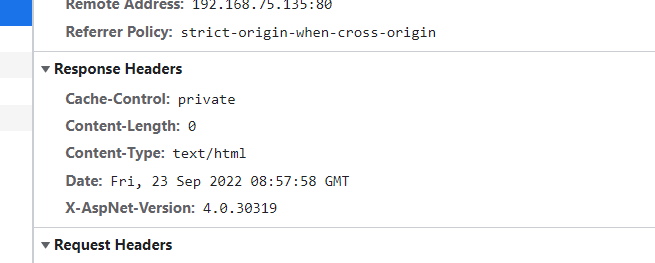 Remote Address: 192.168.75.135:80
Referrer Policy: strict-origin-when-cross-origin
Response Headers
Cache-Control: private
Content-Length: 0
Content-Type: text/html
Date: Fri, 23 Sep 2022 08:57:58 GMT
X-AspNet-Version: 4.0.30319
Request Headers